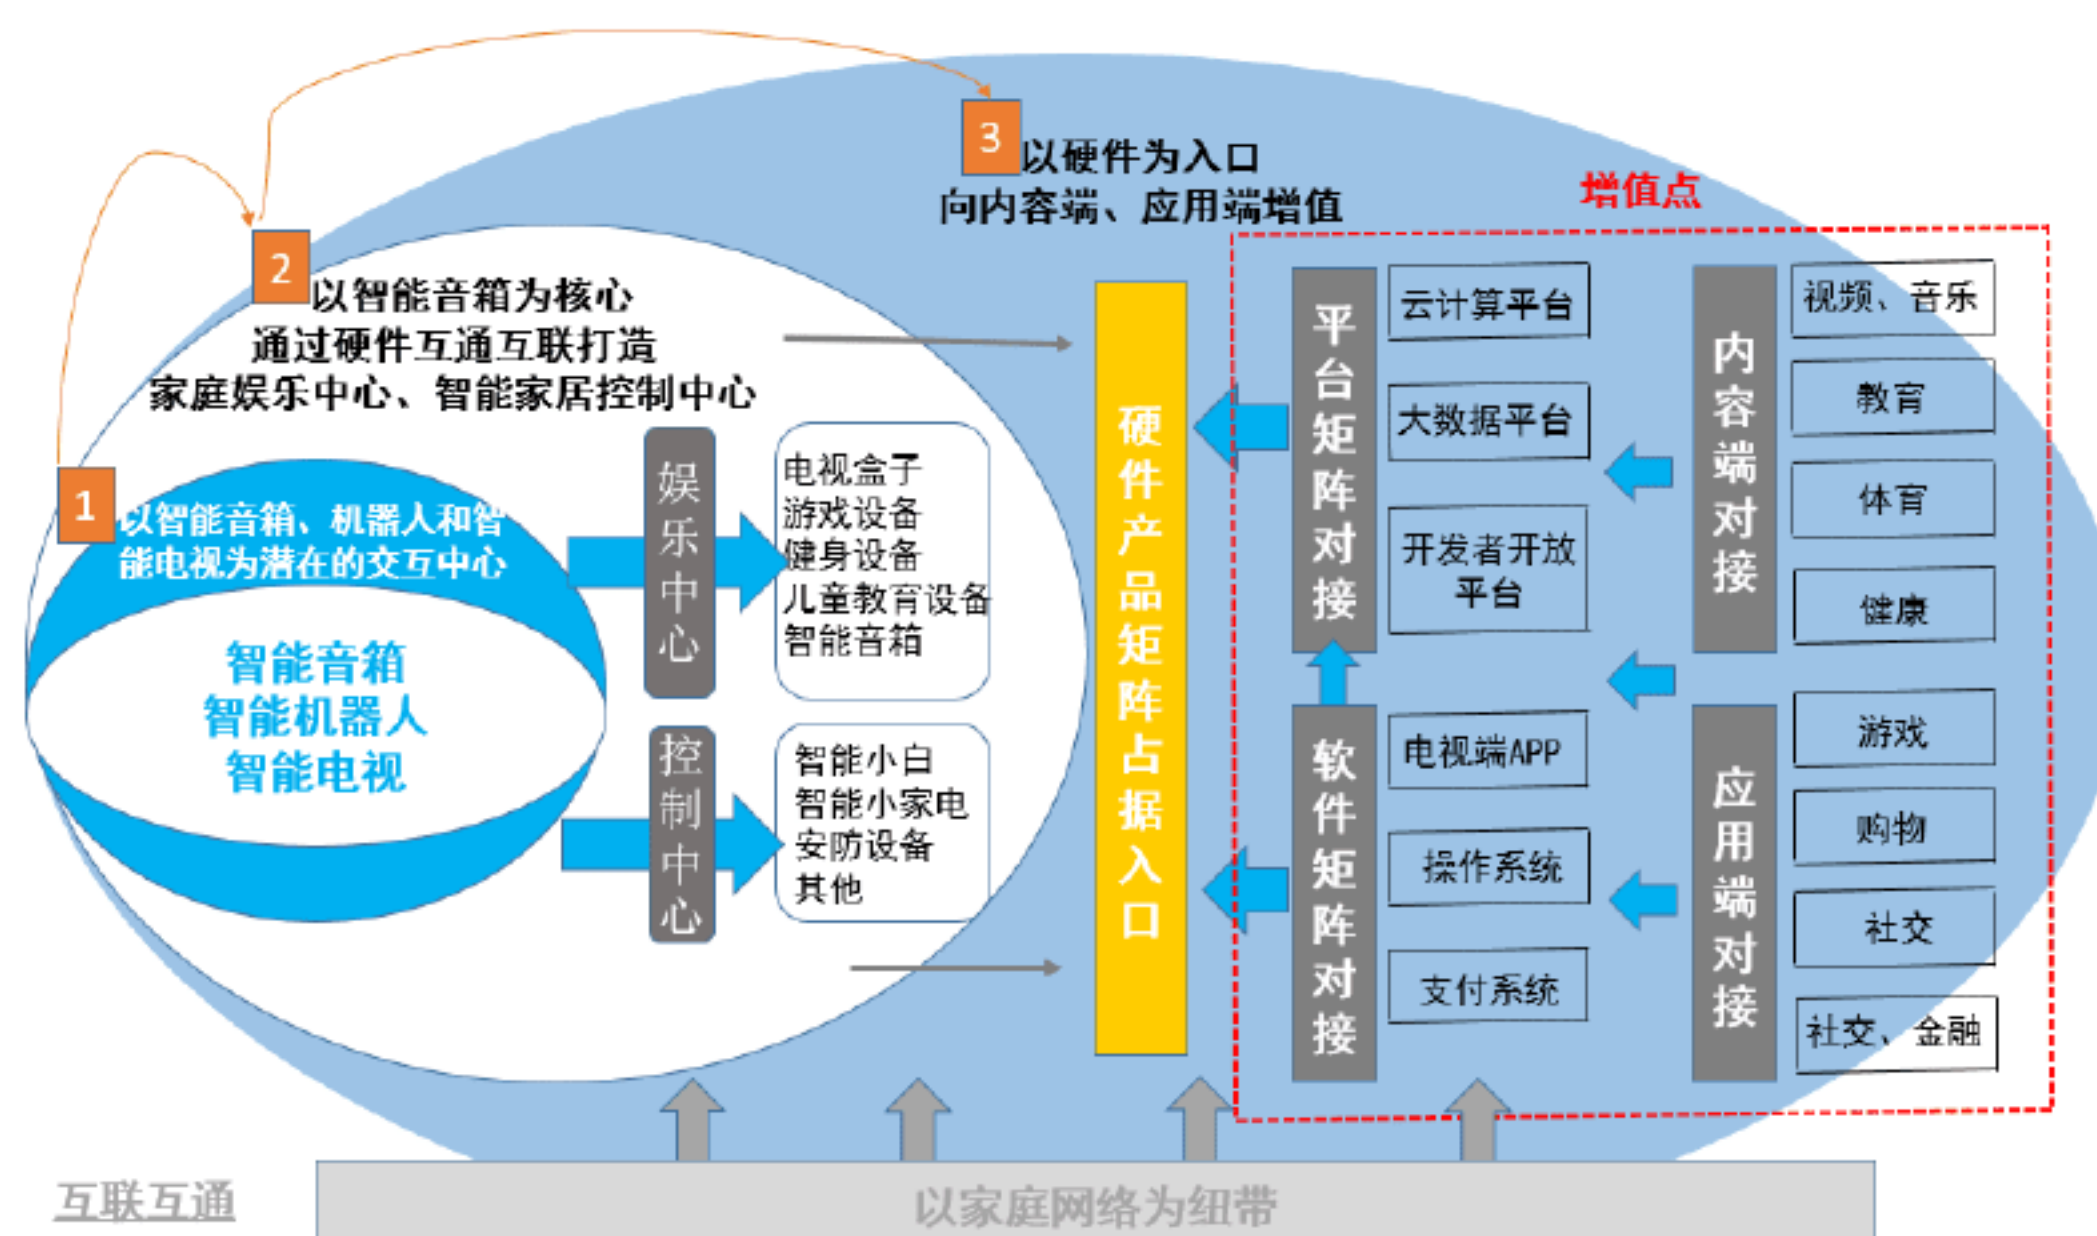 3
以硬件为入口
向内容端、应用端增值
增值点
2
以智能音箱为核心
通过硬件互通互联打造
家庭娱乐中心、智能家居控制中心
1
以智能音箱、机器人和智
能电视为潜在的交互中心
智能音箱
智能机器人
智能电视
娱乐中心
电视盒子
游戏设备
健身设备
儿童教育设备
智能音箱
控制中心
智能小白
智能小家电
安防设备
其他
硬件产品矩阵占据入口
平台矩阵对接
云计算平台
大数据平台
开发者开放
平台
软件矩阵对接
电视端APP
操作系统
支付系统
内容端对接
视频、音乐
教育
体育
健康
应用端对接
游戏
购物
社交
社交、金融
互联互通
以家庭网络为纽带